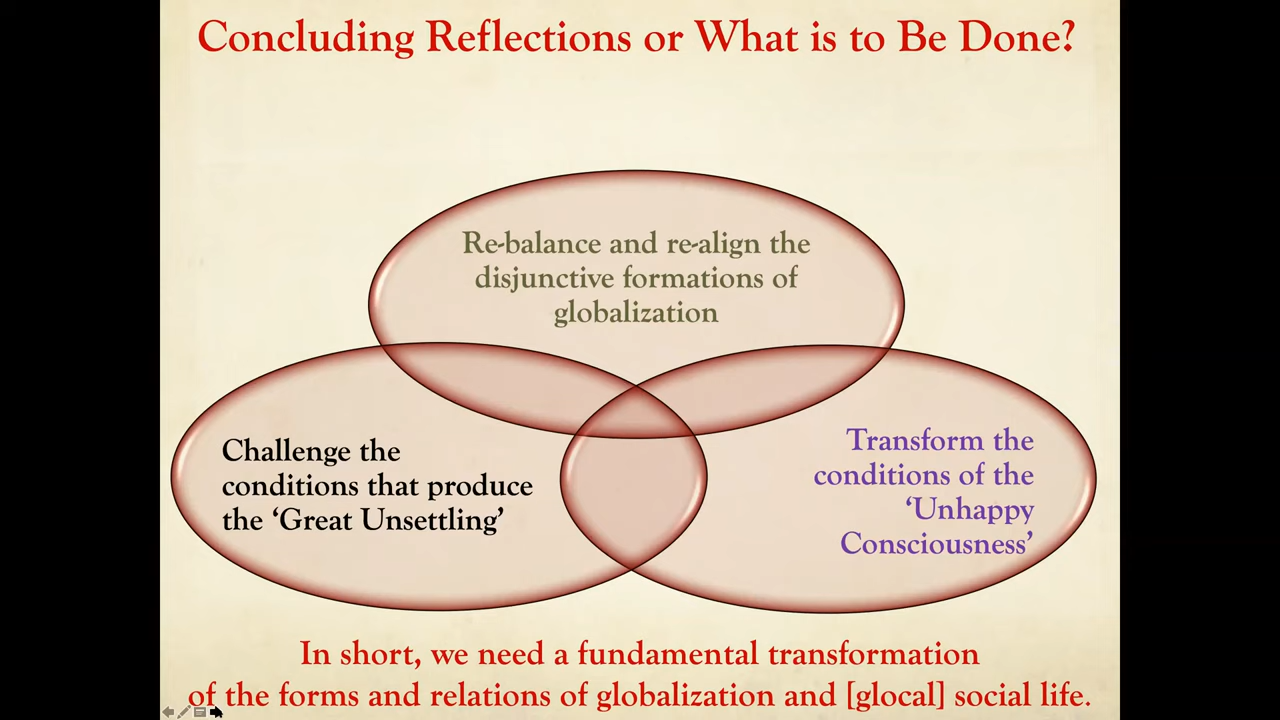 Concluding Reflections or What is to Be Done?
Re-balance and re-align the
disjunctive formations of
globalization
Challenge the
conditions that produce
the ‘Great Unsettling’
Transform the
conditions of the
‘Unhappy
Consciousness’
In short, we need a fundamental transformation
of the forms and relations of globalization and [glocal] social life.